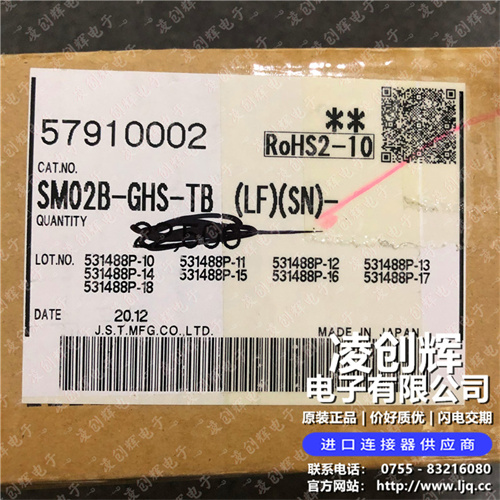 57910002
**
RoHS2-10
CAT.NO.
SM02B-GHS-TB (LF)(SN)-
QUANTITY
LOT.NO. 531488P-10 531488P-11 531488P-12 531488P-13
531488P-14 531488P-15 531488P-16 531488P-17
531488P-18
DATE 20.12
J.S.T.MFG.CO.,LTD. MADE IN JAPAN
凌创辉
电子有限公司
原装正品 | 价好质优 | 闪电交期
进口连接器供应商
联系电话: 0755 - 83216080
官方网站: http://www.ljq.cc